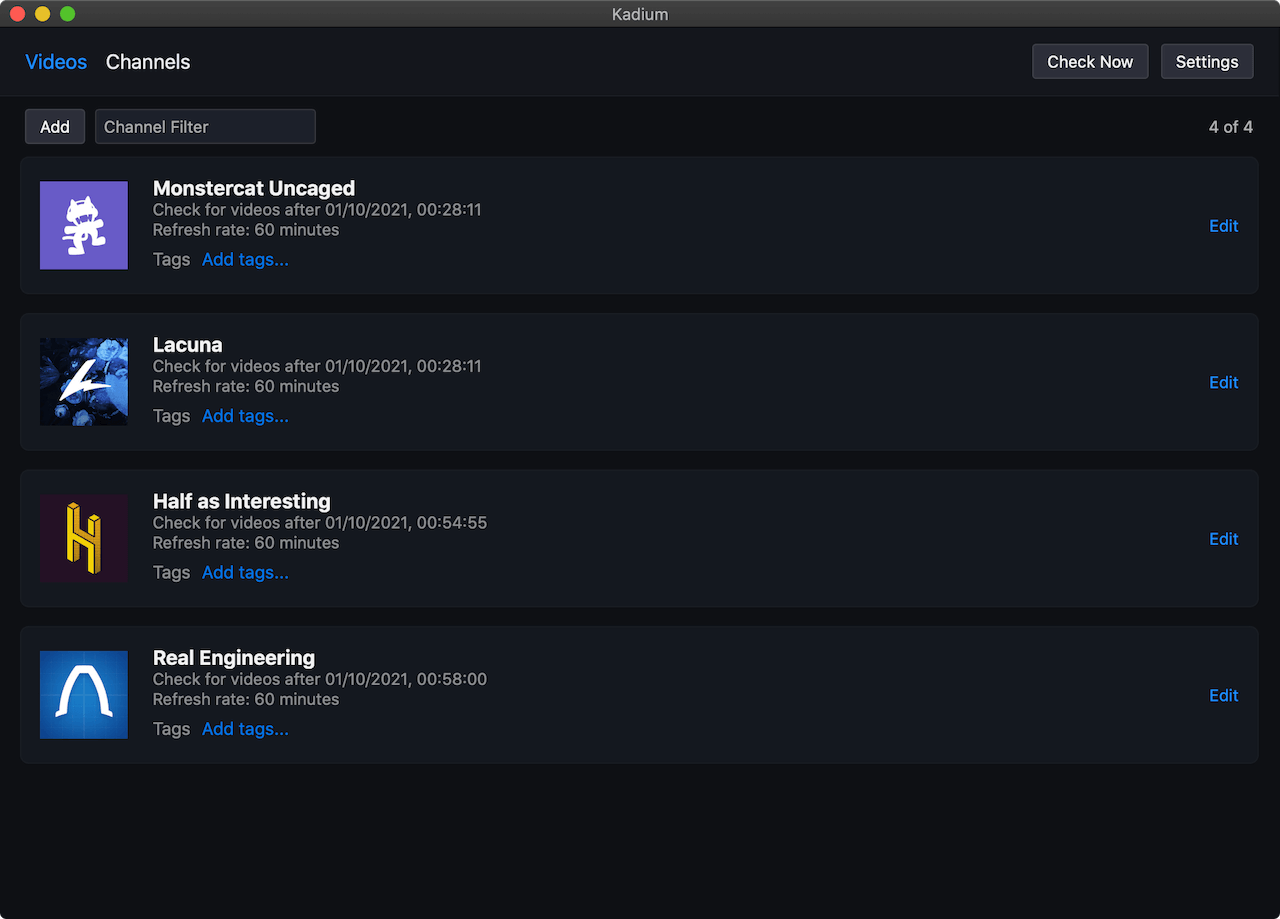 Kadium
Videos Channels Check Now Settings
Add Channel Filter 4 of 4
Monstercat Uncaged
Check for videos after 01/10/2021, 00:28:11
Refresh rate: 60 minutes
Edit
Tags Add tags...
Lacuna
Check for videos after 01/10/2021, 00:28:11
Refresh rate: 60 minutes
Edit
Tags Add tags...
Half as Interesting
Check for videos after 01/10/2021, 00:54:55
Refresh rate: 60 minutes
Edit
Tags Add tags...
Real Engineering
Check for videos after 01/10/2021, 00:58:00
Refresh rate: 60 minutes
Edit
Tags Add tags...